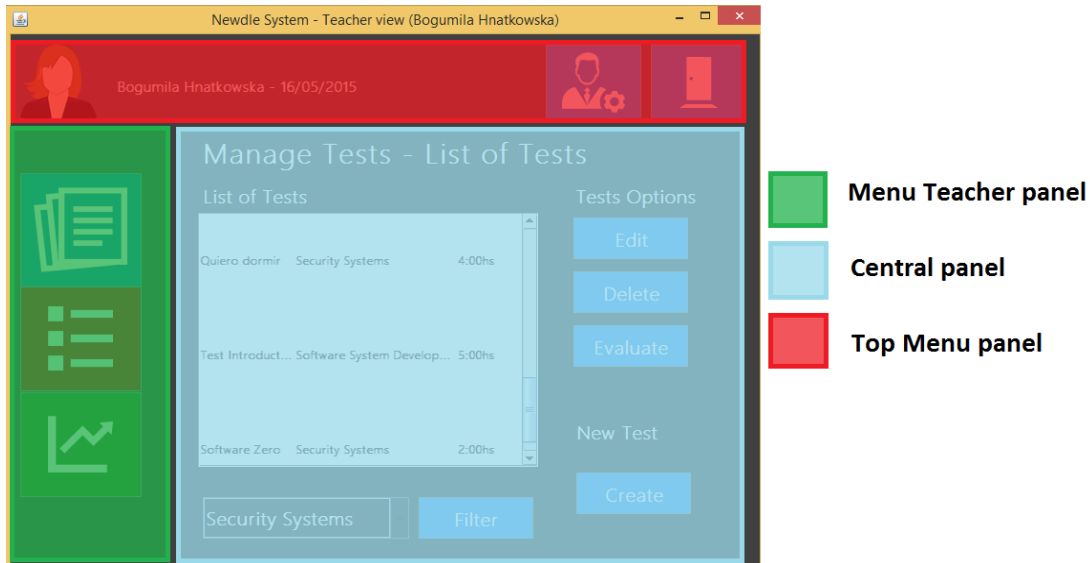 Newdle System - Teacher view (Bogumila Hnatkowska)
Bogumila Hnatkowska - 16/05/2015
Manage Tests - List of Tests
List of Tests
Tests Options
Quiero dormir Security Systems 4:00hs
Test Introduct... Software System Develop... 5:00hs
Software Zero Security Systems 2:00hs
Edit
Delete
Evaluate
New Test
Create
Security Systems
Filter
Menu Teacher panel
Central panel
Top Menu panel